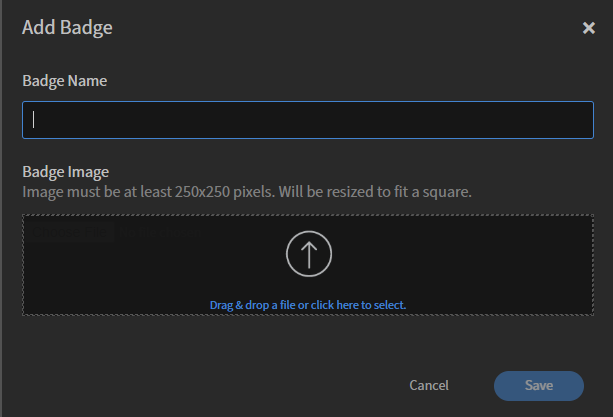 Add Badge
Badge Name
Badge Image
Image must be at least 250x250 pixels. Will be resized to fit a square.
Drag & drop a file or click here to select.
Cancel
Save